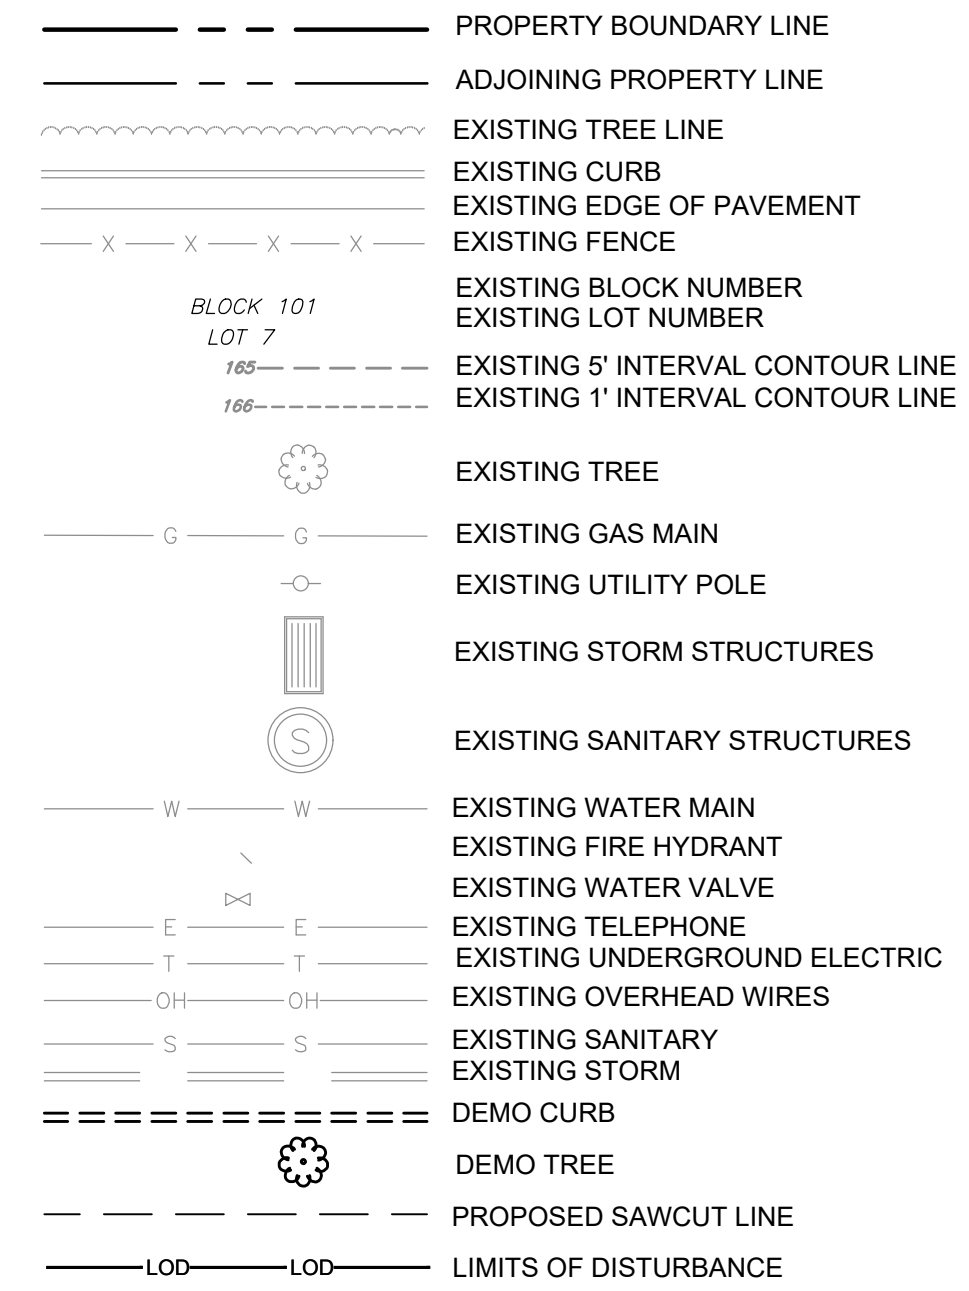 PROPERTY BOUNDARY LINE
ADJOINING PROPERTY LINE
EXISTING TREE LINE
EXISTING CURB
EXISTING EDGE OF PAVEMENT
X X X X EXISTING FENCE
EXISTING BLOCK NUMBER
BLOCK 101
EXISTING LOT NUMBER
LOT 7
165 EXISTING 5' INTERVAL CONTOUR LINE
166 EXISTING 1' INTERVAL CONTOUR LINE
EXISTING TREE
G G EXISTING GAS MAIN
EXISTING UTILITY POLE
EXISTING STORM STRUCTURES
S EXISTING SANITARY STRUCTURES
W W EXISTING WATER MAIN
EXISTING FIRE HYDRANT
EXISTING WATER VALVE
E E EXISTING TELEPHONE
T T EXISTING UNDERGROUND ELECTRIC
OH OH EXISTING OVERHEAD WIRES
S S EXISTING SANITARY
EXISTING STORM
DEMO CURB
DEMO TREE
PROPOSED SAWCUT LINE
LOD LOD LIMITS OF DISTURBANCE